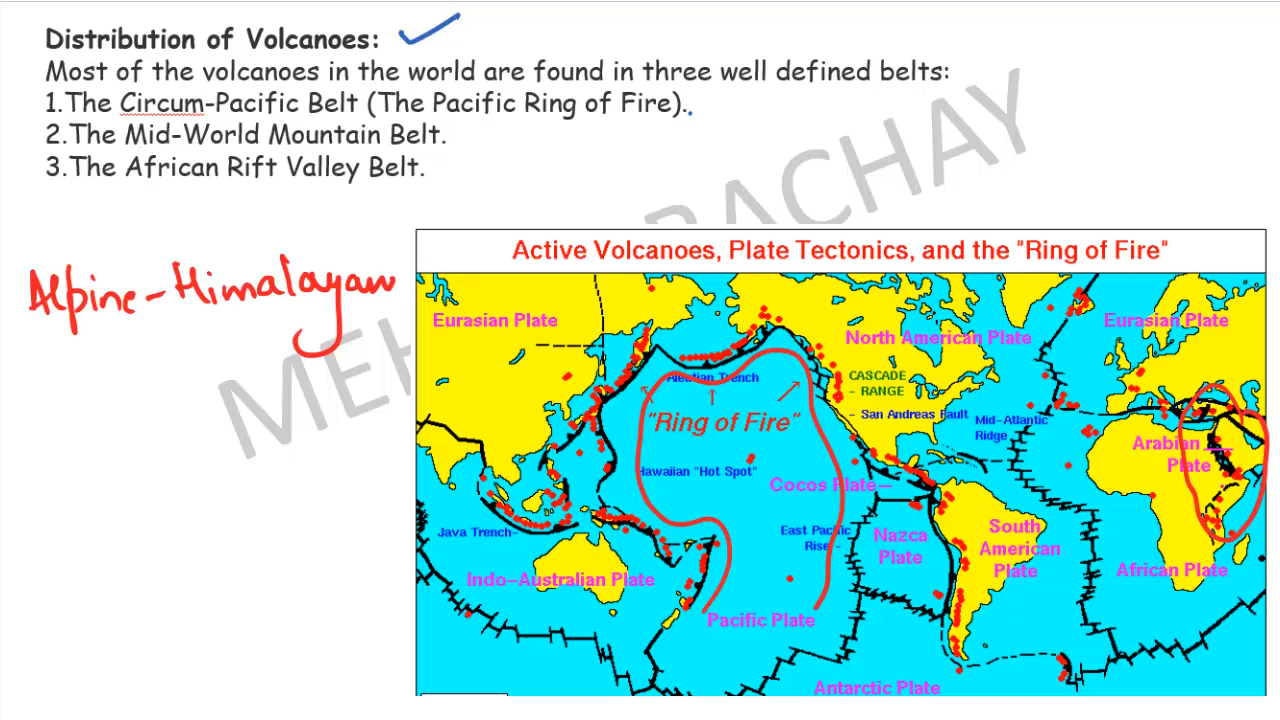 Distribution of Volcanoes:
Most of the volcanoes in the world are found in three well defined belts:
1.The Circum-Pacific Belt (The Pacific Ring of Fire)..
2.The Mid-World Mountain Belt.
3.The African Rift Valley Belt.
Alpine-Himalayan
Active Volcanoes, Plate Tectonics, and the "Ring of Fire"
Eurasian Plate
North American Plate
Eurasian Plate
Aleutian Trench
CASCADE
RANGE
"Ring of Fire"
San Andreas Fault
Mid-Atlantic
Ridge
Arabian
Plate
Hawaiian "Hot Spot"
Cocos Plate
Java Trench
East Pacific
Rise
Nazca
Plate
South
American
Plate
Indo-Australian Plate
African Plate
Pacific Plate
Antarctic Plate